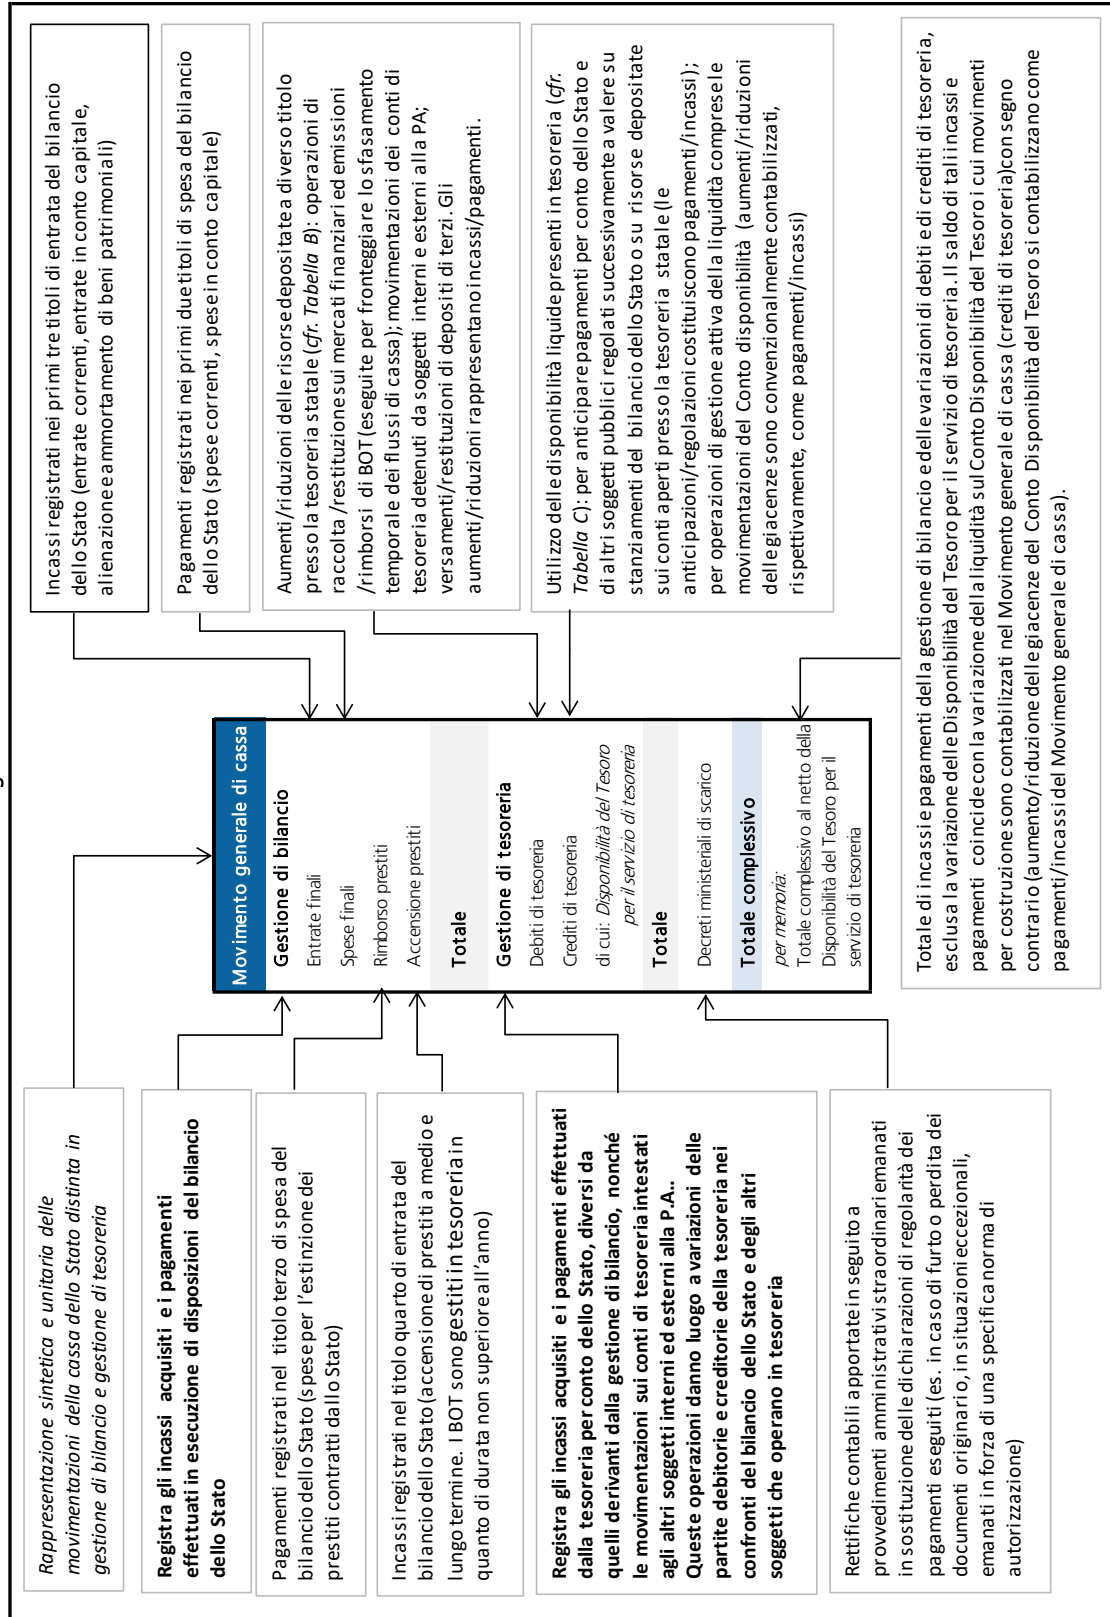 Rappresentazione sintetica e unitaria delle
movimentazioni della cassa dello Stato distinta in
gestione di bilancio e gestione di tesoreria
Registra gli incassi acquisiti e i pagamenti
effettuati in esecuzione di disposizioni del bilancio
dello Stato
Pagamenti registrati nel titolo terzo di spesa del
bilancio dello Stato (spese per l'estinzione dei
prestiti contratti dallo Stato)
Incassi registrati nel titolo quarto di entrata del
bilancio dello Stato (accensione di prestiti a medio e
lungo termine. I BOT sono gestiti in tesoreria in
quanto di durata non superiore all'anno)
Registra gli incassi acquisiti e i pagamenti effettuati
dalla tesoreria per conto dello Stato, diversi da
quelli derivanti dalla gestione di bilancio, nonché
le movimentazioni sui conti di tesoreria intestati
agli altri soggetti interni ed esterni alla P.A..
Queste operazioni danno luogo a variazioni delle
partite debitorie e creditorie della tesoreria nei
confronti del bilancio dello Stato e degli altri
soggetti che operano in tesoreria
Rettifiche contabili apportate in seguito a
provvedimenti amministrativi straordinari emanati
in sostituzione delle dichiarazioni di regolarità dei
pagamenti eseguiti (es. in caso di furto o perdita dei
documenti originario, in situazioni eccezionali,
emanati in forza di una specifica norma di
autorizzazione)
Movimento generale di cassa
Gestione di bilancio
Entrate finali
Spese finali
Rimborso prestiti
Accensione prestiti
Totale
Gestione di tesoreria
Debiti di tesoreria
Crediti di tesoreria
di cui: Disponibilità del Tesoro
per il servizio di tesoreria
Totale
Decreti ministeriali di scarico
Totale complessivo
per memoria:
Totale complessivo al netto della
Disponibilità del Tesoro per il
servizio di tesoreria
Incassi registrati nei primi tre titoli di entrata del bilancio
dello Stato (entrate correnti, entrate in conto capitale,
alienazione e ammortamento di beni patrimoniali)
Pagamenti registrati nei primi due titoli di spesa del bilancio
dello Stato (spese correnti, spese in conto capitale)
Aumenti/riduzioni delle risorse depositate a diverso titolo
presso la tesoreria statale (cfr. Tabella B): operazioni di
raccolta /restituzione sui mercati finanziari ed emissioni
/rimborsi di BOT (eseguite per fronteggiare lo sfasamento
temporale dei flussi di cassa); movimentazioni dei conti di
tesoreria detenuti da soggetti interni e esterni alla PA;
versamenti/restituzioni di depositi di terzi. Gli
aumenti/riduzioni rappresentano incassi/pagamenti.
Utilizzo delle disponibilità liquide presenti in tesoreria (cfr.
Tabella C): per anticipare pagamenti per conto dello Stato e
di altri soggetti pubblici regolati successivamente a valere su
stanziamenti del bilancio dello Stato o su risorse depositate
sui conti aperti presso la tesoreria statale (le
anticipazioni/regolazioni costituiscono pagamenti/incassi);
per operazioni di gestione attiva della liquidità comprese le
movimentazioni del Conto disponibilità (aumenti/riduzioni
delle giacenze sono convenzionalmente contabilizzati,
rispettivamente, come pagamenti/incassi)
Totale di incassi e pagamenti della gestione di bilancio e delle variazioni di debiti e di crediti di tesoreria,
esclusa la variazione delle Disponibilità del Tesoro per il servizio di tesoreria. Il saldo di tali incassi e
pagamenti coincide con la variazione della liquidità sul Conto Disponibilità del Tesoro i cui movimenti
per costruzione sono contabilizzati nel Movimento generale di cassa (crediti di tesoreria)con segno
contrario (aumento/riduzione delle giacenze del Conto Disponibilità del Tesoro si contabilizzano come
pagamenti/incassi del Movimento generale di cassa).